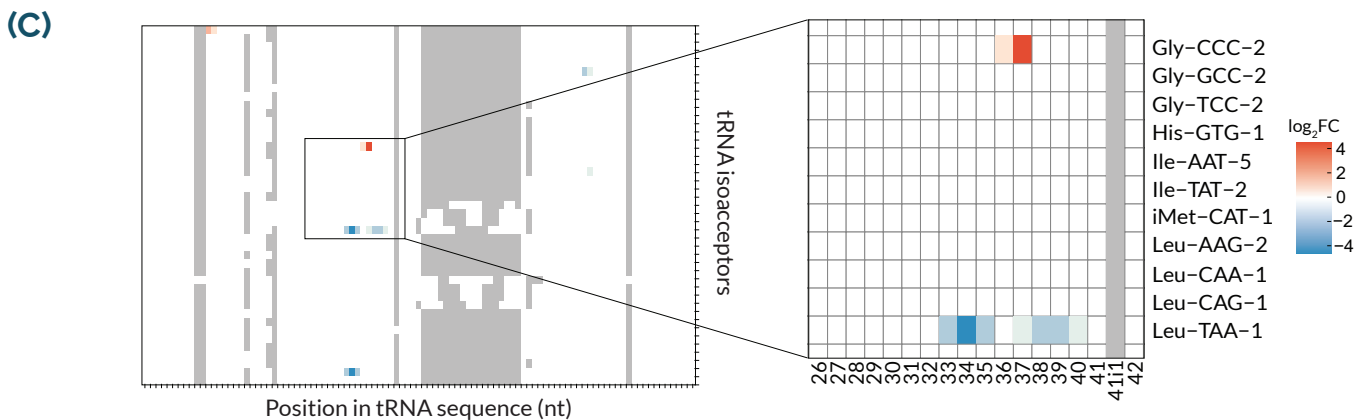 (C)
Position in tRNA sequence (nt)
tRNA isoacceptors
Gly−CCC−2
Gly−GCC−2
Gly−TCC−2
His−GTG−1
Ile−AAT−5
Ile−TAT−2
iMet−CAT−1
Leu−AAG−2
Leu−CAA−1
Leu−CAG−1
Leu−TAA−1
26 27 28 29 30 31 32 33 34 35 36 37 38 39 40 41 41i1 42
log₂FC
4
2
0
−2
−4